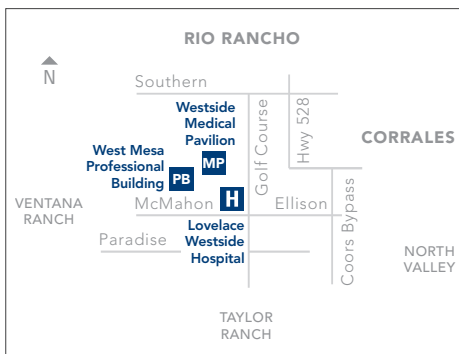 RIO RANCHO
N
Southern
Westside
Medical
Pavilion
MP
Golf Course
Hwy 528
CORRALES
West Mesa
Professional
Building
PB
H
VENTANA
RANCH
McMahon
Ellison
Coors Bypass
Lovelace
Westside
Hospital
Paradise
NORTH
VALLEY
TAYLOR
RANCH